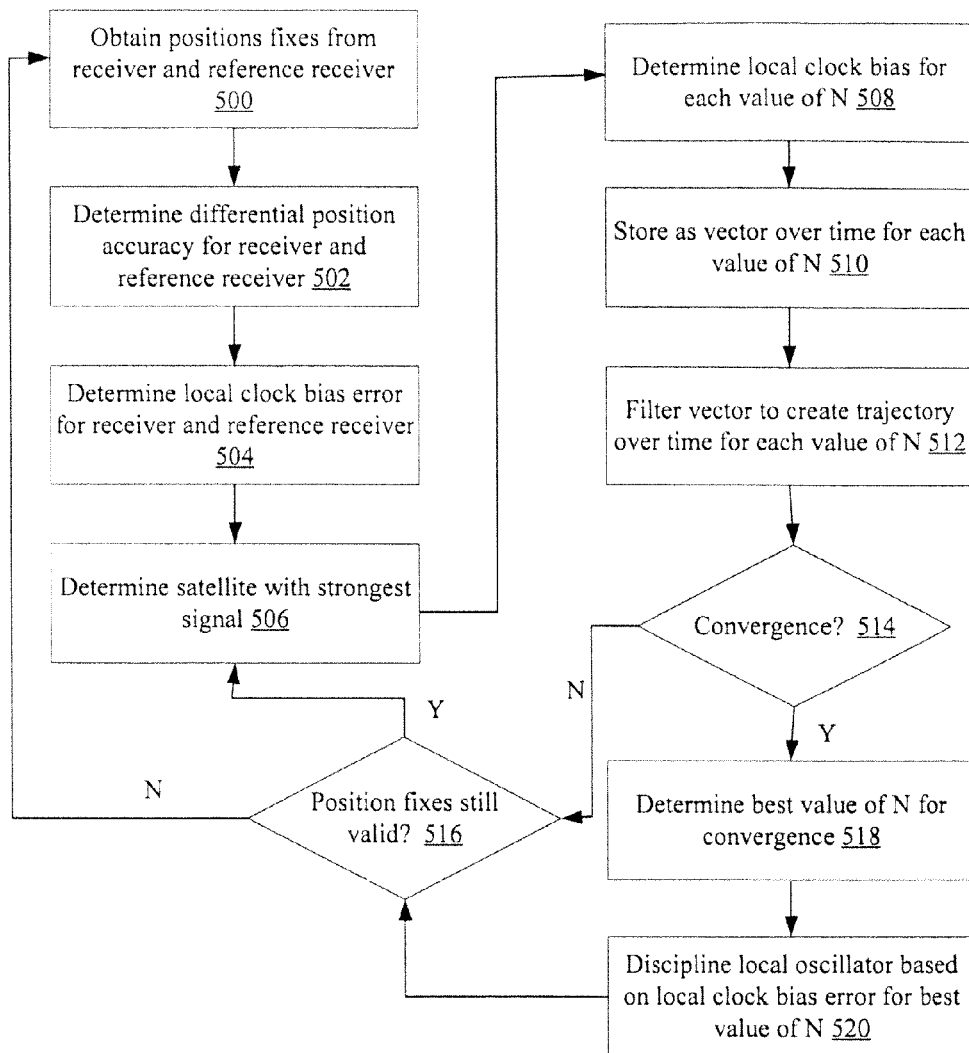 Obtain positions fixes from
receiver and reference receiver
500
Determine differential position
accuracy for receiver and
reference receiver 502
Determine local clock bias error
for receiver and reference receiver
504
Determine satellite with strongest
signal 506
Determine local clock bias for
each value of N 508
Store as vector over time for each
value of N 510
Filter vector to create trajectory
over time for each value of N 512
Convergence? 514
N
Y
Y
N
Position fixes still
valid? 516
Determine best value of N for
convergence 518
Discipline local oscillator based
on local clock bias error for best
value of N 520